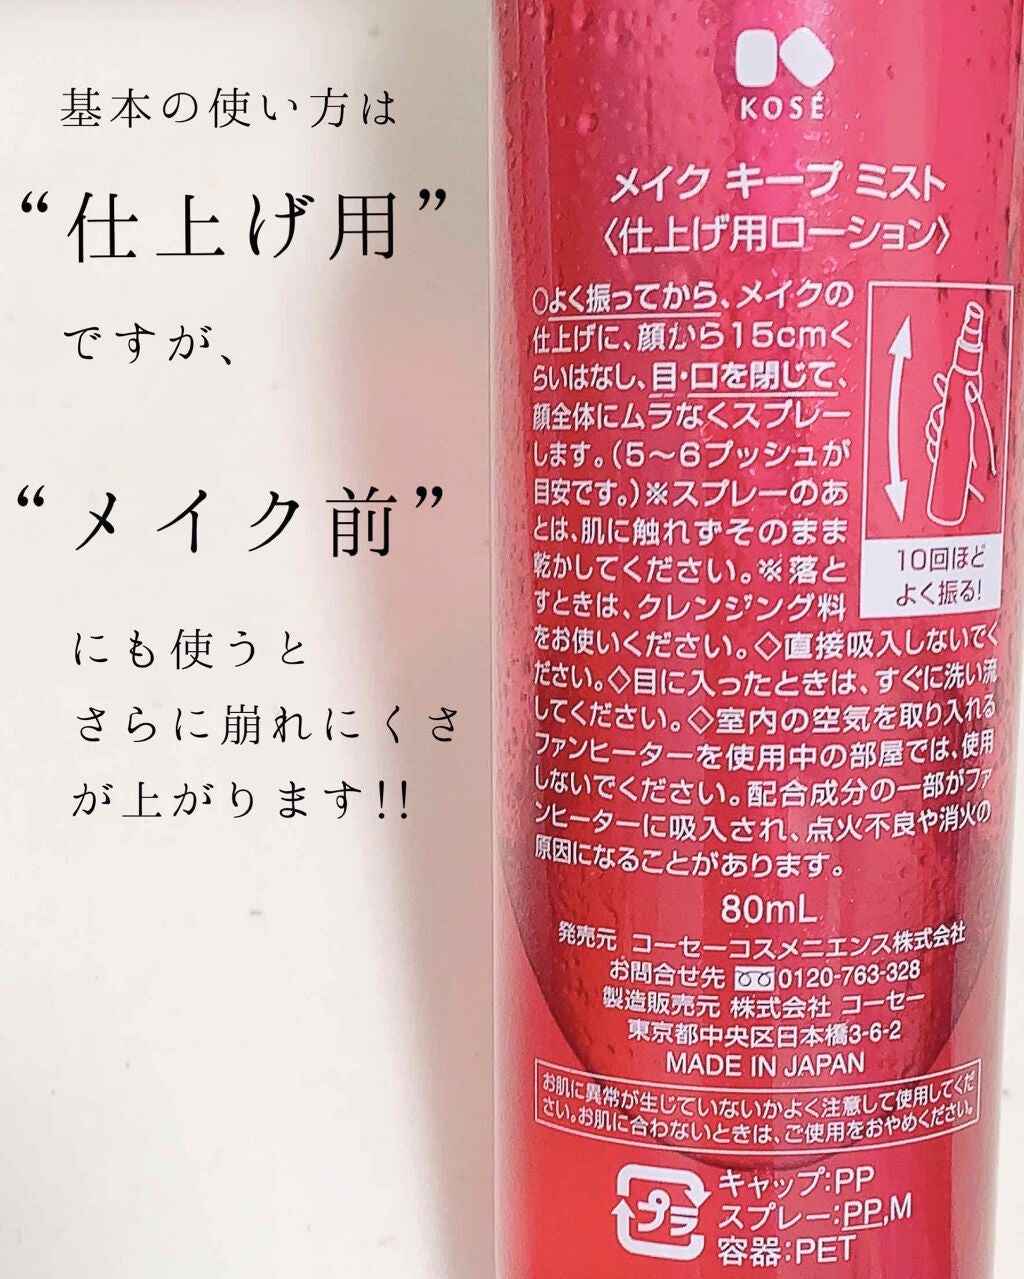 基本の使い方は
“仕上げ用”
ですが、
“メイク前”
にも使うと
さらに崩れにくさ
が上がります!!
KOSÉ
メイク キープ ミスト
〈仕上げ用ローション〉
○よく振ってから、メイクの
仕上げに、顔から15cmく
らいはなし、目・口を閉じて、
顔全体にムラなくスプレー
します。(5〜6プッシュが
目安です。)※スプレーのあ
とは、肌に触れずそのまま
乾かしてください。※落と
すときは、クレンジング料
をお使いください。◇直接吸入しないでく
ださい。◇目に入ったときは、すぐに洗い流
してください。◇室内の空気を取り入れる
ファンヒーターを使用中の部屋では、使用
しないでください。配合成分の一部がファ
ンヒーターに吸入され、点火不良や消火の
原因になることがあります。
10回ほど
よく振る!
80mL
発売元 コーセーコスメニエンス株式会社
お問合せ先 0120-763-328
製造販売元 株式会社 コーセー
東京都中央区日本橋3-6-2
MADE IN JAPAN
お肌に異常が生じていないかよく注意して使用してくだ
さい。お肌に合わないときは、ご使用をおやめください。
プラ
キャップ:PP
スプレー:PP,M
容器:PET